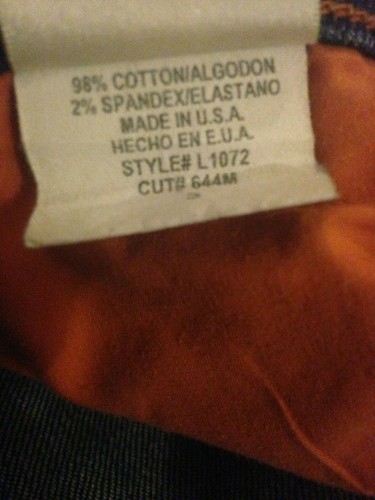 98% COTTON/ALGODON
2% SPANDEX/ELASTANO
MADE IN U.S.A.
HECHO EN E.U.A.
STYLE# L1072
CUT# 644M